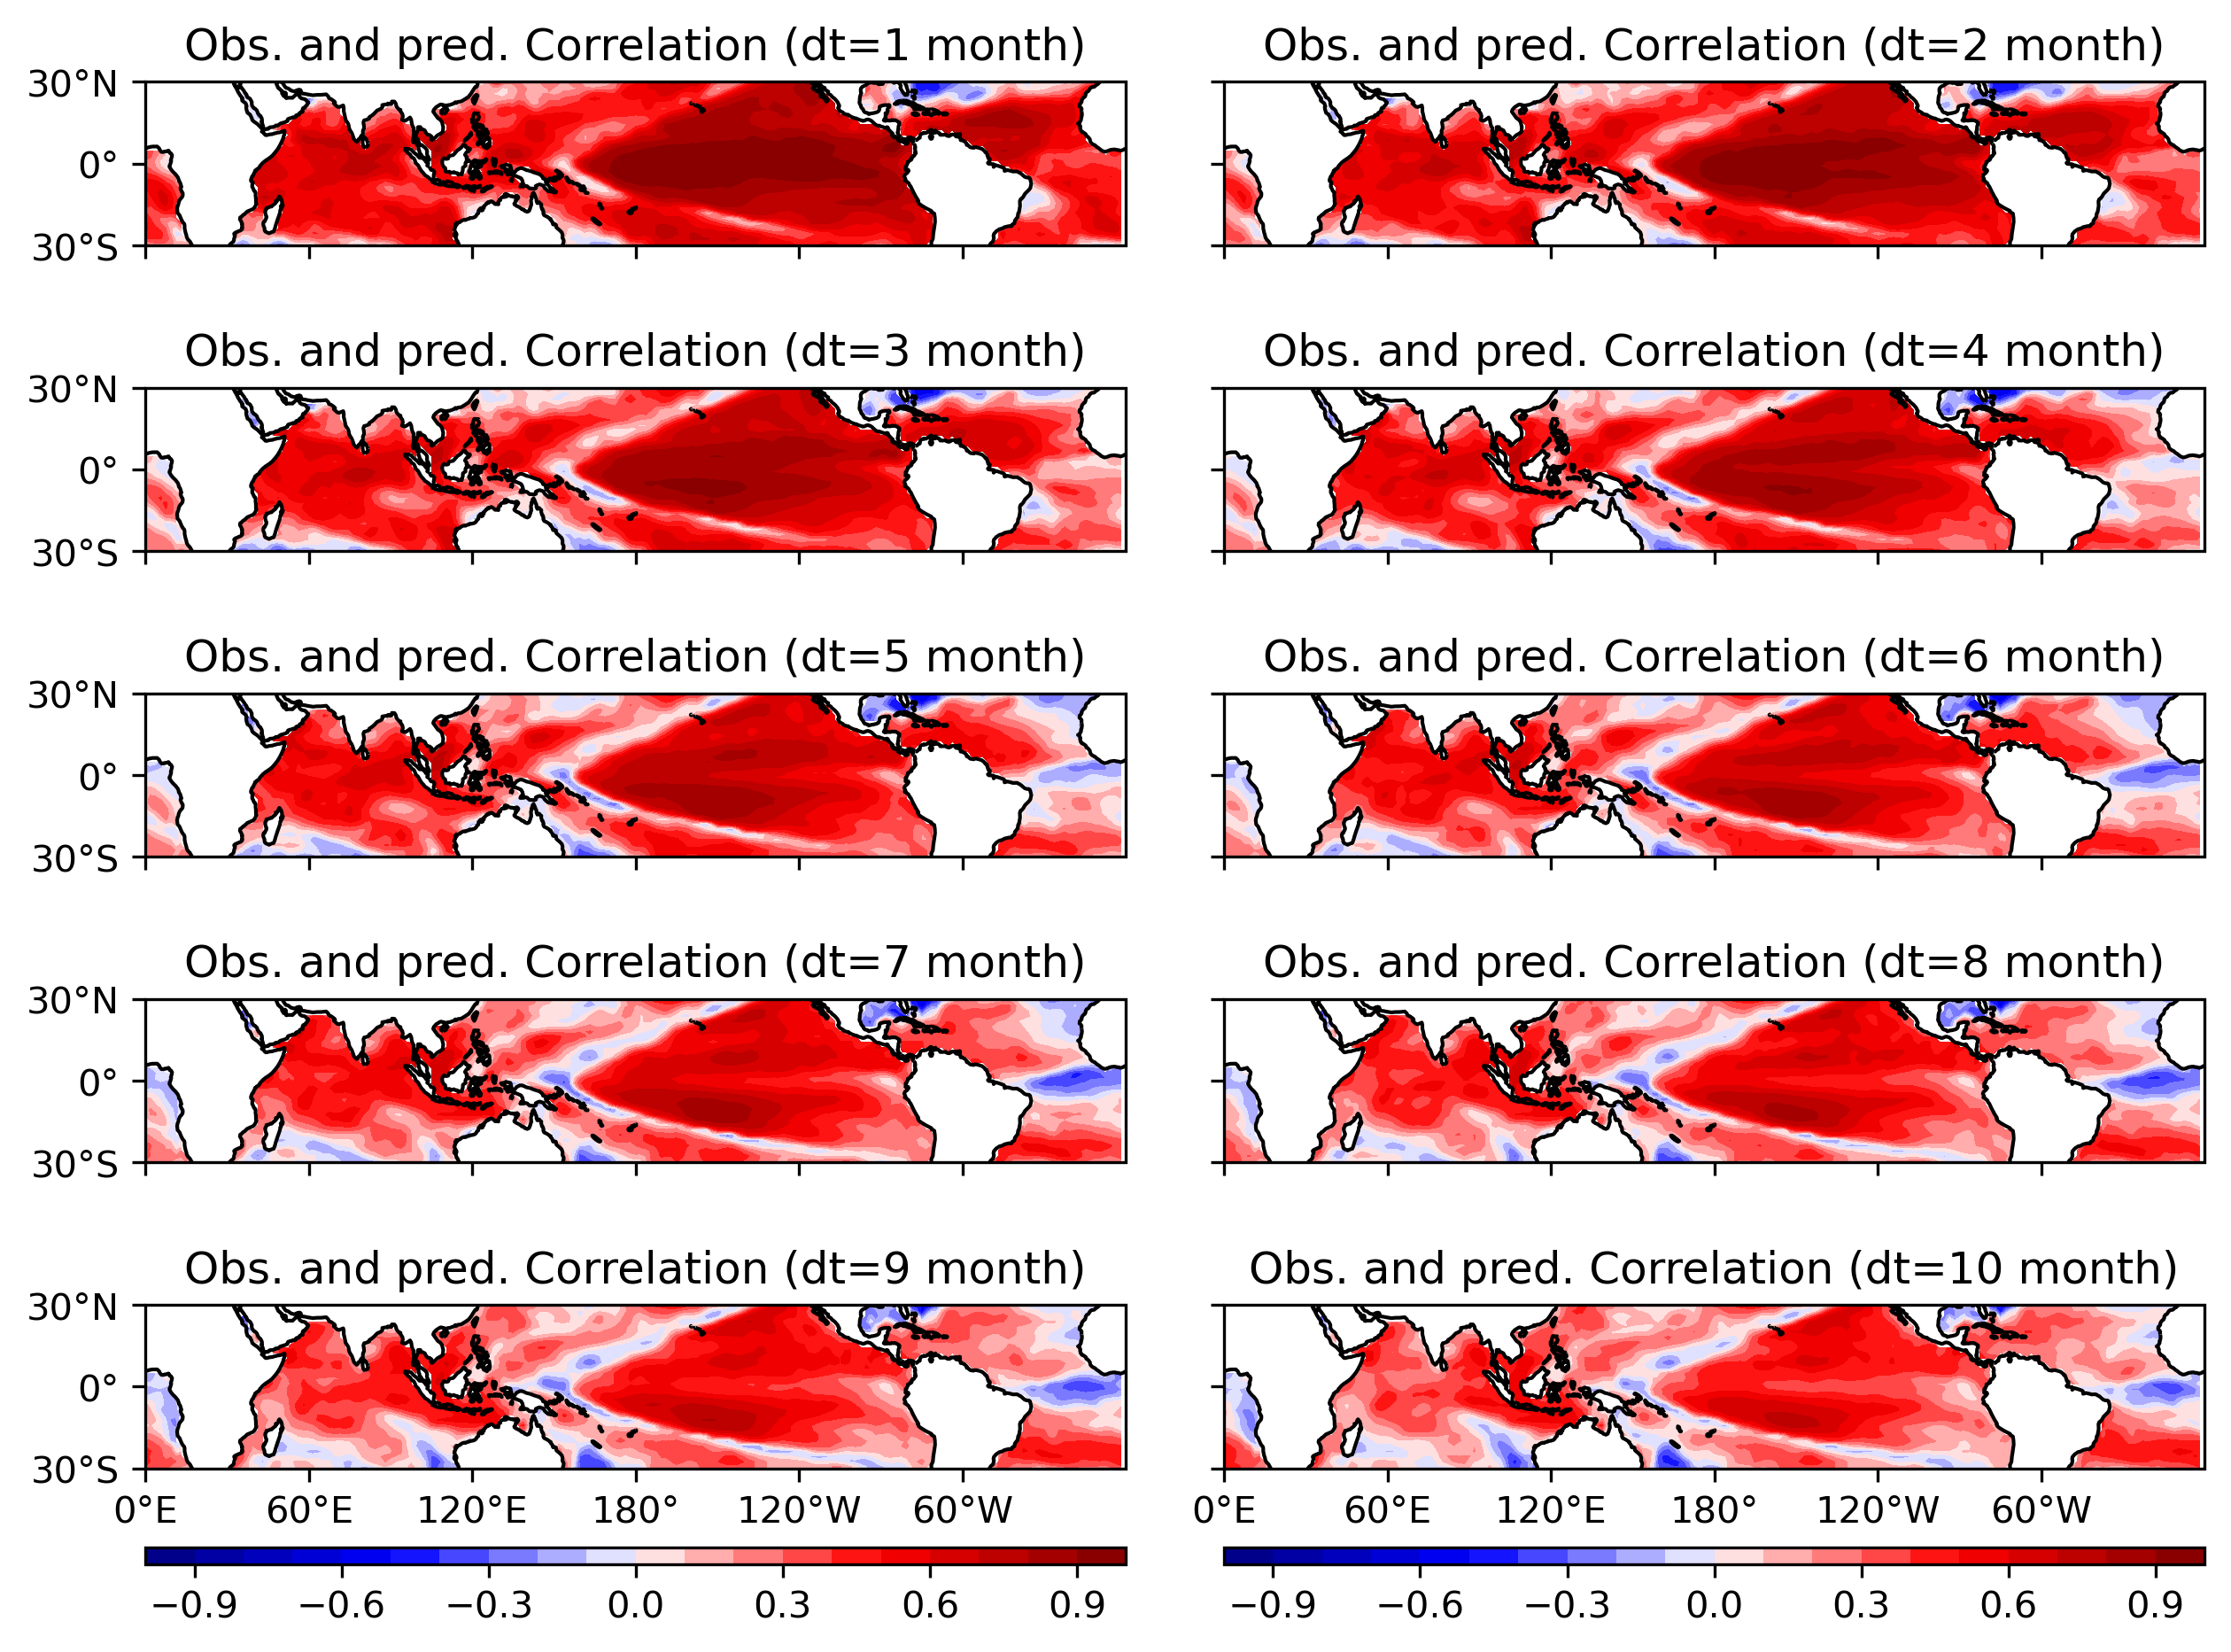 Obs. and pred. Correlation (dt=1 month)
Obs. and pred. Correlation (dt=2 month)
30°N
0°
30°S
Obs. and pred. Correlation (dt=3 month)
Obs. and pred. Correlation (dt=4 month)
30°N
0°
30°S
Obs. and pred. Correlation (dt=5 month)
Obs. and pred. Correlation (dt=6 month)
30°N
0°
30°S
Obs. and pred. Correlation (dt=7 month)
Obs. and pred. Correlation (dt=8 month)
30°N
0°
30°S
Obs. and pred. Correlation (dt=9 month)
Obs. and pred. Correlation (dt=10 month)
30°N
0°
30°S
0°E 60°E 120°E 180° 120°W 60°W
0°E 60°E 120°E 180° 120°W 60°W
−0.9 −0.6 −0.3 0.0 0.3 0.6 0.9
−0.9 −0.6 −0.3 0.0 0.3 0.6 0.9